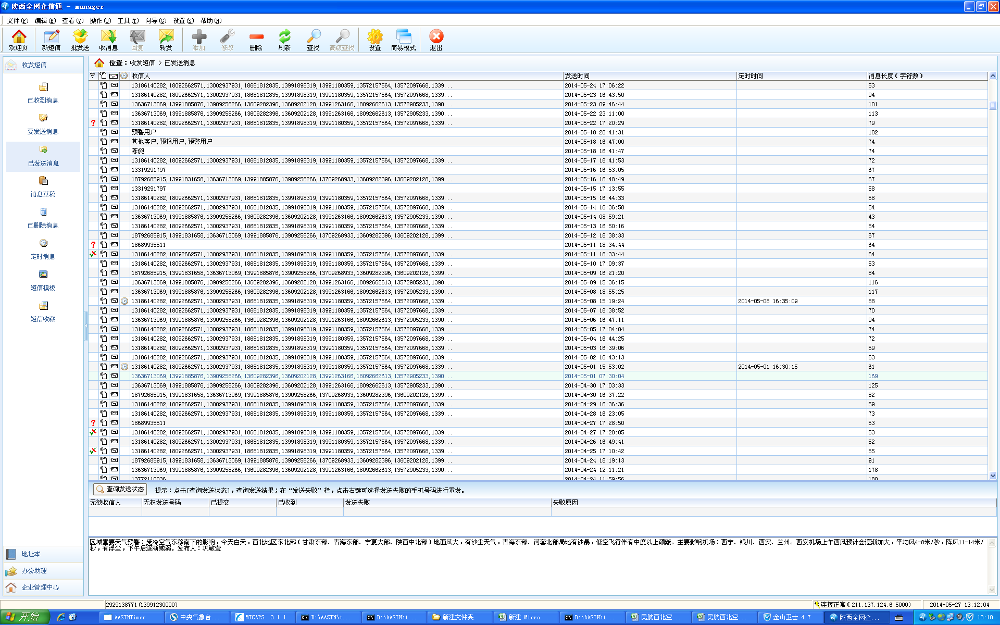 陕西全网企信通 - manager
文件(F) 编辑(E) 查看(V) 操作(O) 工具(T) 向导(G) 设置(S) 帮助(H)
欢迎页 新短信 批发送 收消息 回复 转发 添加 修改 删除 刷新 查找 高级查找 设置 简易模式 退出
收发短信
已收到消息
要发送消息
已发送消息
消息草稿
已删除消息
定时消息
短信模板
短信收藏
地址本
办公助理
企业管理中心
位置：收发短信 > 已发送消息
收信人 发送时间 定时时间 消息长度(字符数)
13186140282,18092662571,13002937931,18681812835,13991898319,13991180359,13572157564,13572097668,1339... 2014-05-24 17:06:22 53
13186140282,18092662571,13002937931,18681812835,13991898319,13991180359,13572157564,13572097668,1339... 2014-05-23 16:43:50 94
13636713069,13991885876,13909258266,13609282396,13609202128,13991263166,18092662613,13572905233,1390... 2014-05-23 09:46:44 101
13636713069,13991885876,13909258266,13609282396,13609202128,13991263166,18092662613,13572905233,1390... 2014-05-22 23:11:00 113
13186140282,18092662571,13002937931,18681812835,13991898319,13991180359,13572157564,13572097668,1339... 2014-05-22 17:20:29 79
预警用户 2014-05-18 20:41:31 102
其他客户,预报用户,预警用户 2014-05-18 16:47:00 74
陈昶 2014-05-18 16:41:47 74
13186140282,18092662571,13002937931,18681812835,13991898319,13991180359,13572157564,13572097668,1339... 2014-05-17 16:41:53 72
13319291797 2014-05-16 16:53:05 67
18792685915,13991831658,13636713069,13991885876,13909258266,13709268933,13609282396,13609202128,1399... 2014-05-16 16:48:49 67
13319291797 2014-05-15 17:13:55 58
13186140282,18092662571,13002937931,18681812835,13991898319,13991180359,13572157564,13572097668,1339... 2014-05-15 16:44:33 58
13186140282,18092662571,13002937931,18681812835,13991898319,13991180359,13572157564,13572097668,1339... 2014-05-14 16:36:58 54
13636713069,13991885876,13909258266,13609282396,13609202128,13991263166,18092662613,13572905233,1390... 2014-05-14 08:59:21 43
13186140282,18092662571,13002937931,18681812835,13991898319,13991180359,13572157564,13572097668,1339... 2014-05-13 16:50:16 54
18792685915,13991831658,13636713069,13991885876,13909258266,13709268933,13609282396,13609202128,1399... 2014-05-12 18:38:33 67
18689935511 2014-05-11 18:34:44 64
13186140282,18092662571,13002937931,18681812835,13991898319,13991180359,13572157564,13572097668,1339... 2014-05-11 18:33:44 64
13186140282,18092662571,13002937931,18681812835,13991898319,13991180359,13572157564,13572097668,1339... 2014-05-10 17:09:37 53
18792685915,13991831658,13636713069,13991885876,13909258266,13709268933,13609282396,13609202128,1399... 2014-05-09 16:21:20 84
13636713069,13991885876,13909258266,13609282396,13609202128,13991263166,18092662613,13572905233,1390... 2014-05-09 15:36:15 116
13636713069,13991885876,13909258266,13609282396,13609202128,13991263166,18092662613,13572905233,1390... 2014-05-08 18:55:25 117
13186140282,18092662571,13002937931,18681812835,13991898319,13991180359,13572157564,13572097668,1339... 2014-05-08 15:19:24 2014-05-08 16:35:09 88
13186140282,18092662571,13002937931,18681812835,13991898319,13991180359,13572157564,13572097668,1339... 2014-05-07 16:38:52 70
13636713069,13991885876,13909258266,13609282396,13609202128,13991263166,18092662613,13572905233,1390... 2014-05-06 16:47:11 94
13186140282,18092662571,13002937931,18681812835,13991898319,13991180359,13572157564,13572097668,1339... 2014-05-05 17:04:04 74
13186140282,18092662571,13002937931,18681812835,13991898319,13991180359,13572157564,13572097668,1339... 2014-05-04 16:44:25 72
13186140282,18092662571,13002937931,18681812835,13991898319,13991180359,13572157564,13572097668,1339... 2014-05-03 16:39:06 59
13186140282,18092662571,13002937931,18681812835,13991898319,13991180359,13572157564,13572097668,1339... 2014-05-02 16:43:13 63
13186140282,18092662571,13002937931,18681812835,13991898319,13991180359,13572157564,13572097668,1339... 2014-05-01 15:53:02 2014-05-01 16:30:15 61
13636713069,13991885876,13909258266,13609282396,13609202128,13991263166,18092662613,13572905233,1390... 2014-05-01 07:30:04 169
13636713069,13991885876,13909258266,13609282396,13609202128,13991263166,18092662613,13572905233,1390... 2014-04-30 17:03:33 125
18792685915,13991831658,13636713069,13991885876,13909258266,13709268933,13609282396,13609202128,1399... 2014-04-30 16:37:22 82
13186140282,18092662571,13002937931,18681812835,13991898319,13991180359,13572157564,13572097668,1339... 2014-04-29 16:36:36 59
13186140282,18092662571,13002937931,18681812835,13991898319,13991180359,13572157564,13572097668,1339... 2014-04-28 16:23:05 73
18689935511 2014-04-27 17:28:50 53
13186140282,18092662571,13002937931,18681812835,13991898319,13991180359,13572157564,13572097668,1339... 2014-04-27 17:20:05 53
13186140282,18092662571,13002937931,18681812835,13991898319,13991180359,13572157564,13572097668,1339... 2014-04-26 16:49:41 52
13186140282,18092662571,13002937931,18681812835,13991898319,13991180359,13572157564,13572097668,1339... 2014-04-25 17:10:42 55
18792685915,13991831658,13636713069,13991885876,13909258266,13709268933,13609282396,13609202128,1399... 2014-04-24 18:19:13 91
13636713069,13991885876,13909258266,13609282396,13609202128,13991263166,18092662613,13572905233,1390... 2014-04-24 12:11:21 178
13772110036 2014-04-24 11:59:56 180
查询发送状态 提示：点击[查询发送状态]，查询发送结果；在“发送失败”栏，点击右键可选择发送失败的手机号码进行重发。
无效收信人 无权发送号码 已提交 已收到 发送失败 失败原因
区域重要天气预警：受冷空气东移南下的影响，今天白天，西北地区东北部(甘肃东部、青海东部、宁夏大部、陕西中北部)地面风大，有沙尘天气，青海东部、河套北部局地有沙暴，低空飞行伴有中度以上颠簸。主要影响机场：西宁、银川、西安、兰州。西安机场上午西风预计会逐渐加大，平均风4-8米/秒，阵风11-14米/
秒，有浮尘，下午后逐渐减弱。发布人：巩敏莹
2929138771(13991230000) 连接正常(211.137.124.6:5000) 2014-05-27 13:12:04
开始 AASINTimer 中央气象台... MICAPS 3.1.1 D:\AASIN\t... D:\AASIN\t... 新建文件夹... 新建 Micro... D:\AASIN\t... 民航西北空... 民航西北空... 金山卫士 4.7 陕西全网企... 13:10